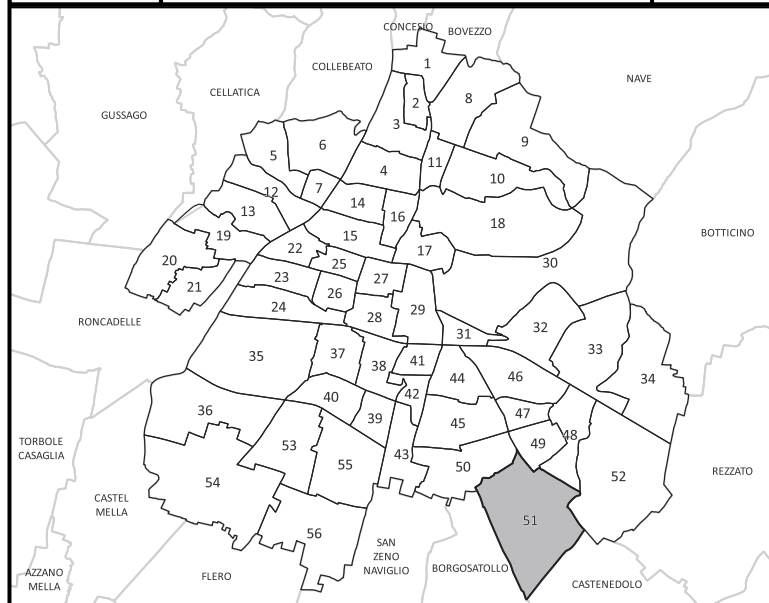 CONCESIO
BOVEZZO
1
COLLEBEATO
NAVE
CELLATICA
2
8
GUSSAGO
3
9
6
5
11
4
10
7
12
14
13
16
18
15
BOTTICINO
19
22
17
20
25
30
23
27
21
26
24
29
28
RONCADELLE
32
31
33
35
37
41
38
46
44
34
42
40
36
39
47
45
48
53
49
TORBOLE
CASAGLIA
43
55
50
REZZATO
52
54
CASTEL
MELLA
51
56
SAN
ZENO
NAVIGLIO
BORGOSATOLLO
AZZANO
MELLA
FLERO
CASTENEDOLO